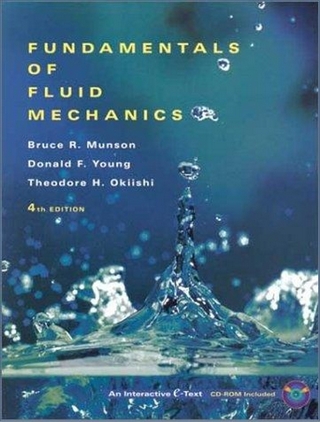 FUNDAMENTALS
OF
FLUID
MECHANICS
Bruce R. Munson
Donald F. Young
Theodore H. Okiishi
4th EDITION
An Interactive e-Text CD-ROM Included